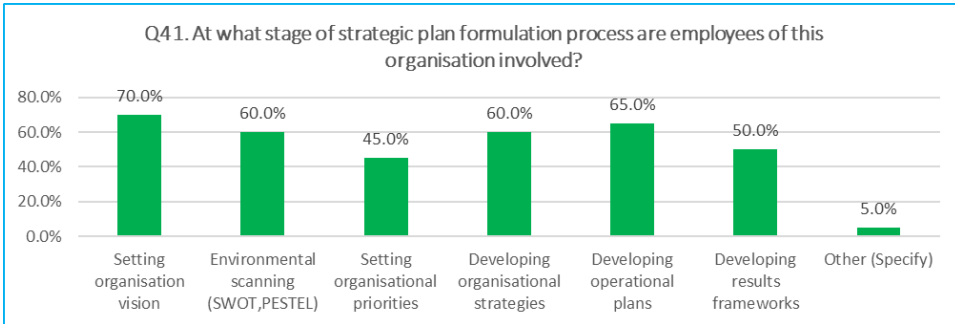 Q41. At what stage of strategic plan formulation process are employees of this
organisation involved?
80.0%
60.0%
40.0%
20.0%
0.0%
70.0%
60.0%
45.0%
60.0%
65.0%
50.0%
5.0%
Setting
organisation
vision
Environmental
scanning
(SWOT,PESTEL)
Setting
organisational
priorities
Developing
organisational
strategies
Developing
operational
plans
Developing
results
frameworks
Other (Specify)